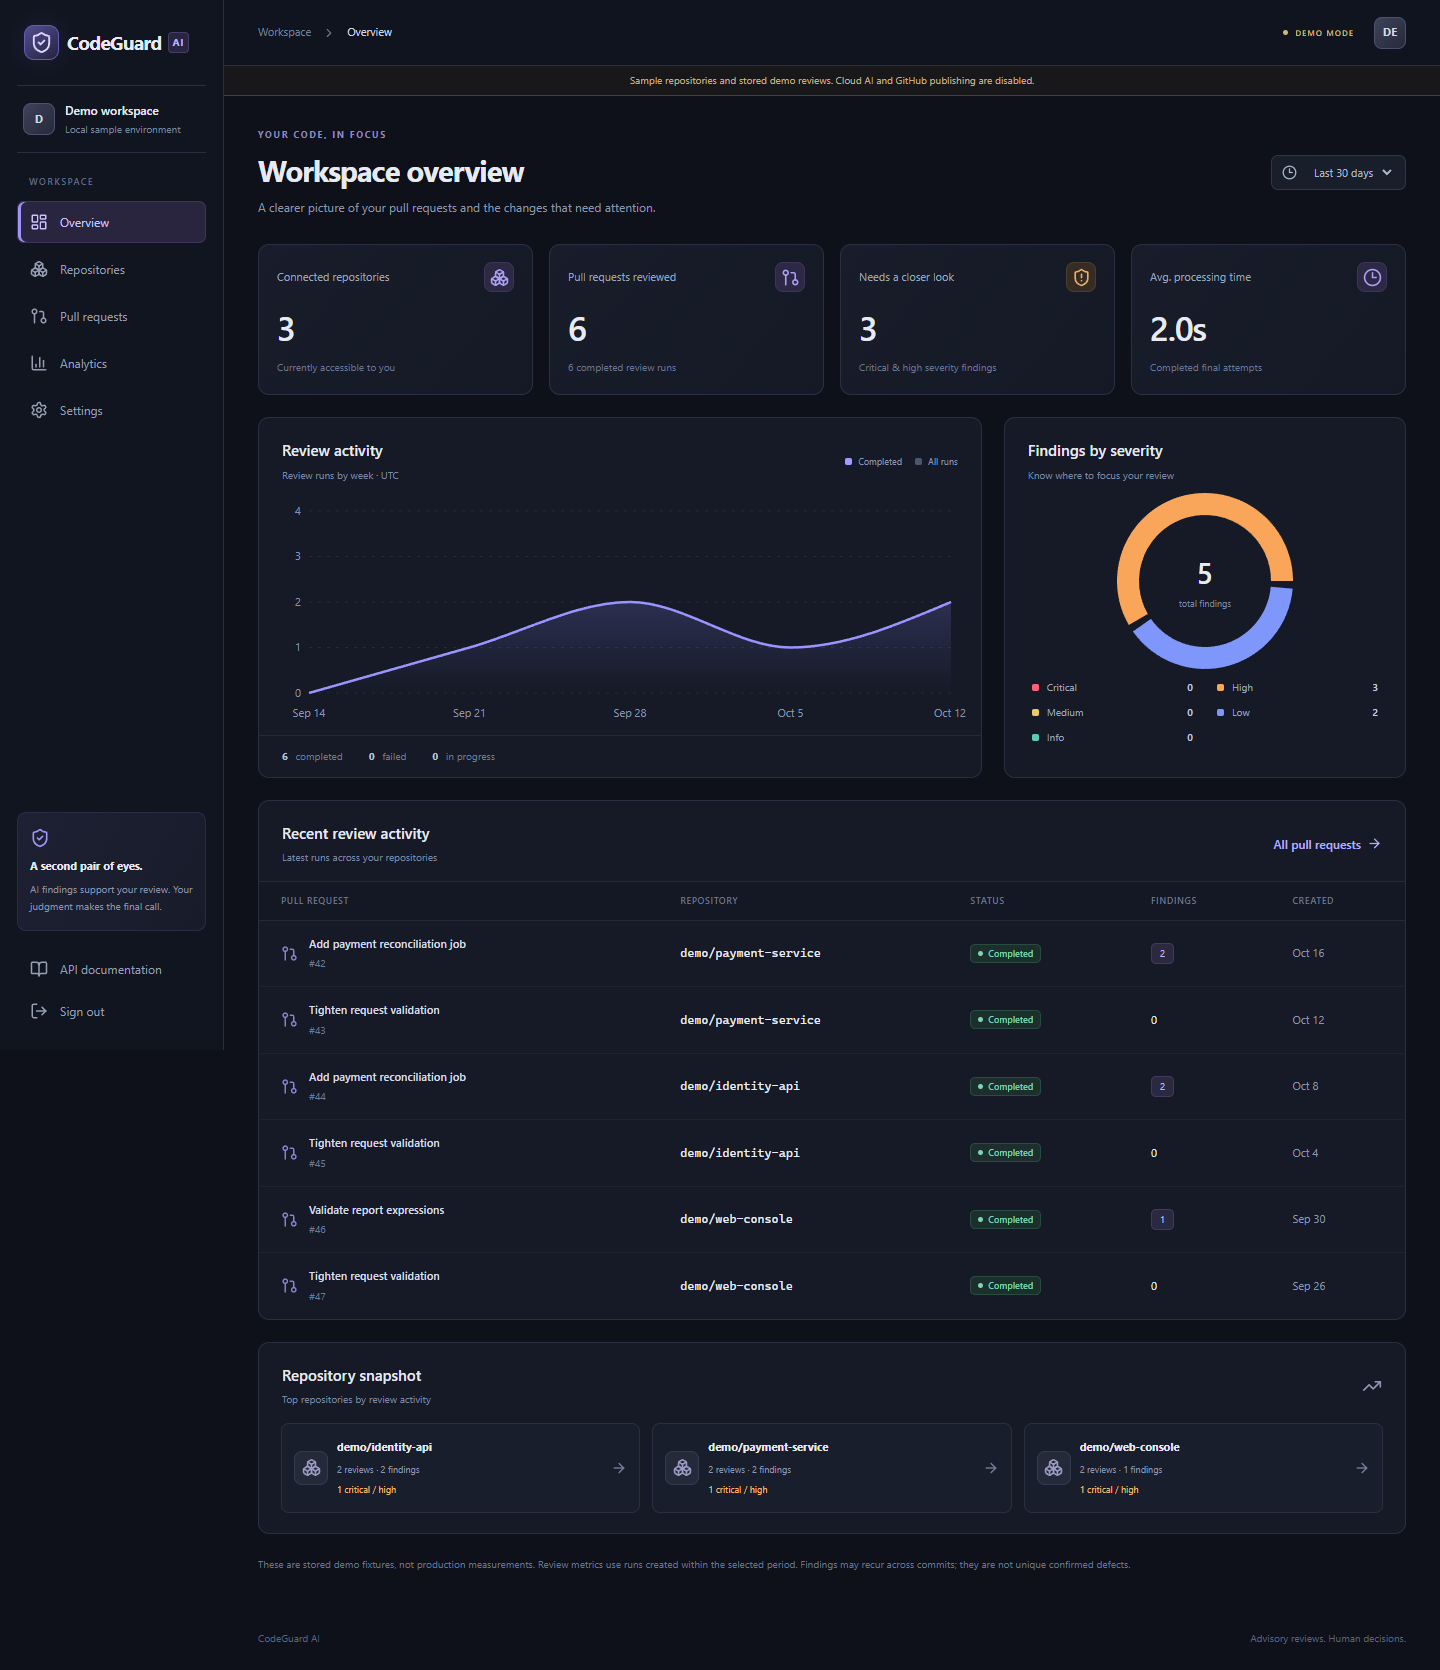 CodeGuard AI
D
Demo workspace
Local sample environment
WORKSPACE
Overview
Repositories
Pull requests
Analytics
Settings
A second pair of eyes.
AI findings support your review. Your
judgment makes the final call.
API documentation
Sign out
Workspace > Overview
DEMO MODE
DE
Sample repositories and stored demo reviews. Cloud AI and GitHub publishing are disabled.
YOUR CODE, IN FOCUS
Workspace overview
A clearer picture of your pull requests and the changes that need attention.
Last 30 days
Connected repositories
3
Currently accessible to you
Pull requests reviewed
6
6 completed review runs
Needs a closer look
3
Critical & high severity findings
Avg. processing time
2.0s
Completed final attempts
Review activity
Review runs by week · UTC
Completed
All runs
4
3
2
1
0
Sep 14
Sep 21
Sep 28
Oct 5
Oct 12
6 completed
0 failed
0 in progress
Findings by severity
Know where to focus your review
5
total findings
Critical 0
High 3
Medium 0
Low 2
Info 0
Recent review activity
Latest runs across your repositories
All pull requests
PULL REQUEST REPOSITORY STATUS FINDINGS CREATED
Add payment reconciliation job
#42
demo/payment-service Completed 2 Oct 16
Tighten request validation
#43
demo/payment-service Completed 0 Oct 12
Add payment reconciliation job
#44
demo/identity-api Completed 2 Oct 8
Tighten request validation
#45
demo/identity-api Completed 0 Oct 4
Validate report expressions
#46
demo/web-console Completed 1 Sep 30
Tighten request validation
#47
demo/web-console Completed 0 Sep 26
Repository snapshot
Top repositories by review activity
demo/identity-api
2 reviews · 2 findings
1 critical / high
demo/payment-service
2 reviews · 2 findings
1 critical / high
demo/web-console
2 reviews · 1 findings
1 critical / high
These are stored demo fixtures, not production measurements. Review metrics use runs created within the selected period. Findings may recur across commits; they are not unique confirmed defects.
CodeGuard AI
Advisory reviews. Human decisions.